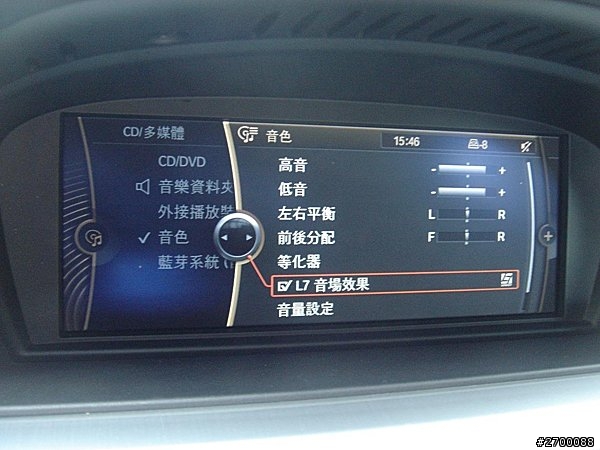 CD/多媒體
CD/DVD
音樂資料夾
外接播放裝
音色
藍芽系統
音色
15:46
-8
高音 - +
低音 - +
左右平衡 L R
前後分配 F R
等化器
L7 音場效果
音量設定
#2700088